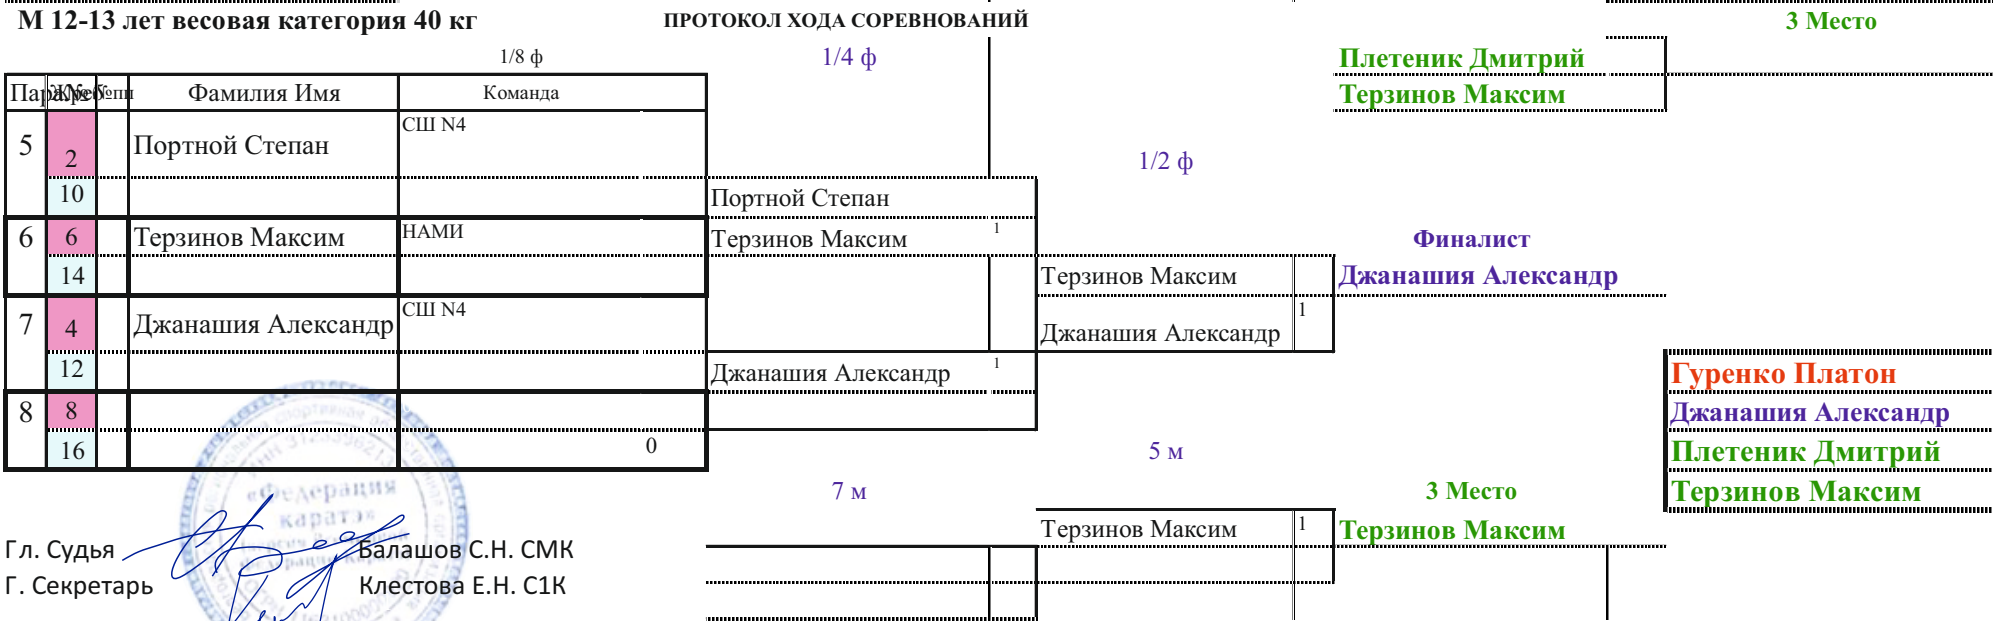 М 12-13 лет весовая категория 40 кг
ПРОТОКОЛ ХОДА СОРЕВНОВАНИЙ
3 Место
1/8 ф
1/4 ф
Плетеник Дмитрий
Терзинов Максим
Фамилия Имя
Команда
5
2
Портной Степан
СШ N4
1/2 ф
10
Портной Степан
6
6
Терзинов Максим
НАМИ
Терзинов Максим
1
Финалист
14
Терзинов Максим
Джанашия Александр
7
4
Джанашия Александр
СШ N4
Джанашия Александр
1
12
Джанашия Александр
1
Гуренко Платон
8
8
Джанашия Александр
16
0
5 м
Плетеник Дмитрий
7 м
3 Место
Терзинов Максим
Терзинов Максим
1
Терзинов Максим
«Федерация
каратэ»
Гл. Судья
Балашов С.Н. СМК
Г. Секретарь
Клестова Е.Н. С1К